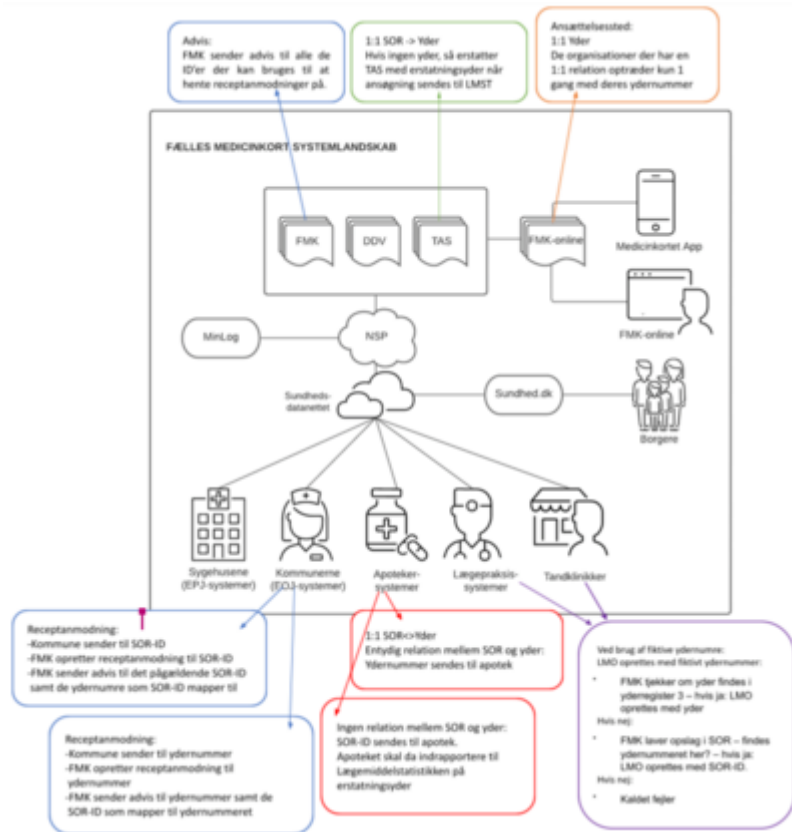 Advis:
FMK sender advis til alle de
ID'er der kan bruges til at
hente receptanmodninger på.
1:1 SOR -> Yder
Hvis ingen yder, så erstatter
TAS med erstatningsyder når
ansøgning sendes til LMST
Ansættelsessted:
1:1 Yder
De organisationer der har en
1:1 relation optræder kun 1
gang med deres ydernummer
FÆLLES MEDICINKORT SYSTEMLANDSKAB
FMK
DDV
TAS
FMK-online
Medicinkortet App
FMK-online
MinLog
NSP
Sundheds-
datanettet
Sundhed.dk
Borgere
Sygehusene
(EPJ-systemer)
Kommunerne
(EOJ-systemer)
Apoteker-
systemer
Lægepraksis-
systemer
Tandklinikker
Receptanmodning:
-Kommune sender til SOR-ID
-FMK opretter receptanmodning til SOR-ID
-FMK sender advis til det pågældende SOR-ID
samt de ydernumre som SOR-ID mapper til
Receptanmodning:
-Kommune sender til ydernummer
-FMK opretter receptanmodning til
ydernummer
-FMK sender advis til ydernummer samt de
SOR-ID som mapper til ydernummeret
1:1 SOR<>Yder
Entydig relation mellem SOR og yder:
Ydernummer sendes til apotek
Ingen relation mellem SOR og yder:
SOR-ID sendes til apotek.
Apoteket skal da indrapportere til
Lægemiddelstatistikken på
erstatningsyder
Ved brug af fiktive ydernumre:
LMO oprettes med fiktivt ydernummer:
• FMK tjekker om yder findes i
yderregister 3 – hvis ja: LMO
oprettes med yder
Hvis nej:
• FMK laver opslag i SOR – findes
ydernummeret her? – hvis ja:
LMO oprettes med SOR-ID.
Hvis nej:
• Kaldet fejler